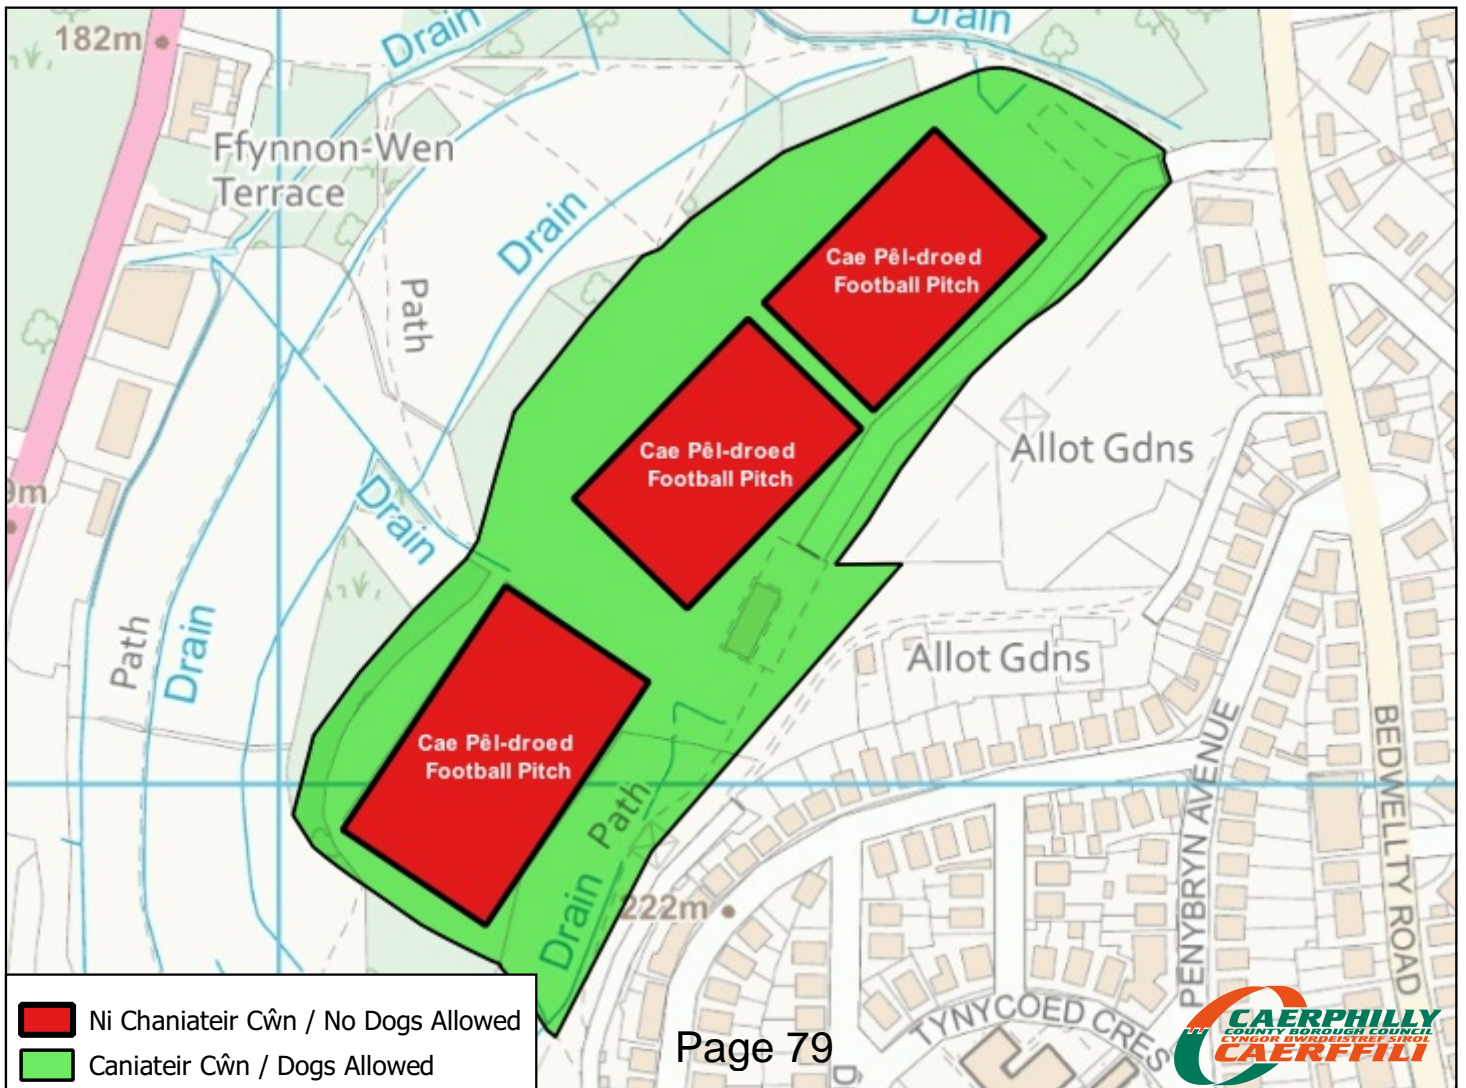 182m
Drain
Drain
Ffynnon-Wen
Terrace
Drain
Path
Cae Pêl-droed
Football Pitch
Cae Pêl-droed
Football Pitch
Allot Gdns
Drain
Path
Drain
Allot Gdns
Cae Pêl-droed
Football Pitch
Path
Drain
222m
PENYBRYN AVENUE
BEDWELLTY ROAD
TYNYCOED CRES
Ni Chaniateir Cŵn / No Dogs Allowed
Caniateir Cŵn / Dogs Allowed
Page 79
CAERPHILLY
COUNTY BOROUGH COUNCIL
CYNGOR BWRDEISTREF SIROL
CAERFFILI